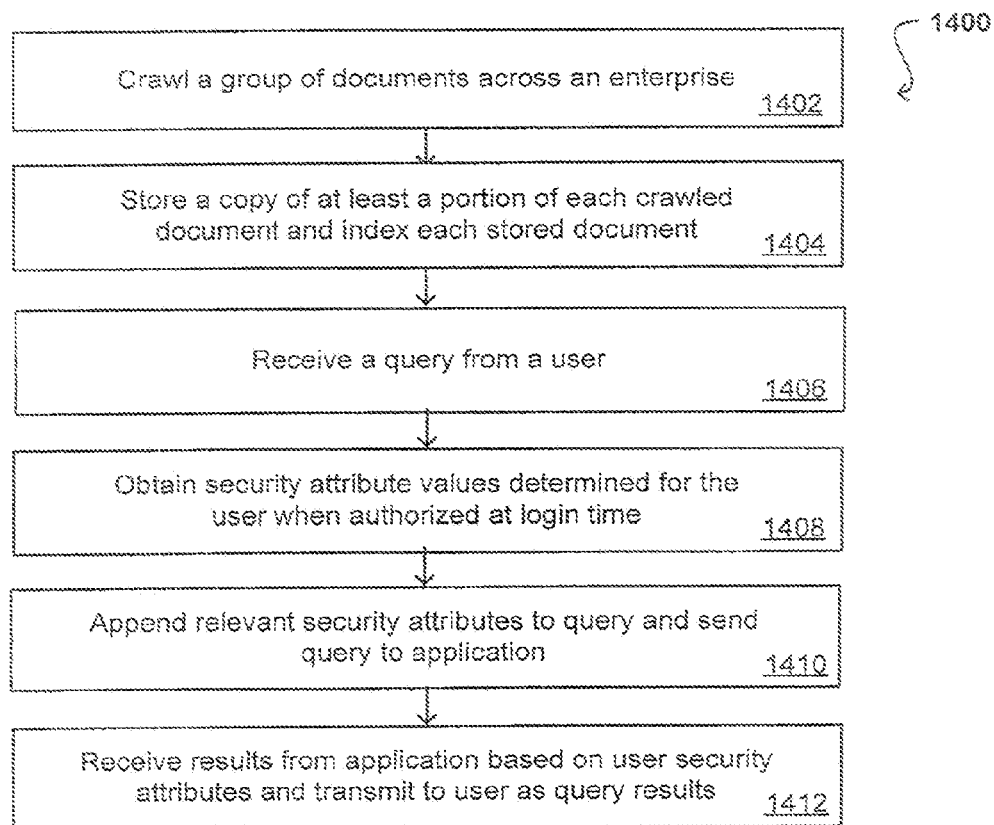 1400
Crawl a group of documents across an enterprise
1402
Store a copy of at least a portion of each crawled
document and index each stored document
1404
Receive a query from a user
1406
Obtain security attribute values determined for the
user when authorized at login time
1408
Append relevant security attributes to query and send
query to application
1410
Receive results from application based on user security
attributes and transmit to user as query results
1412